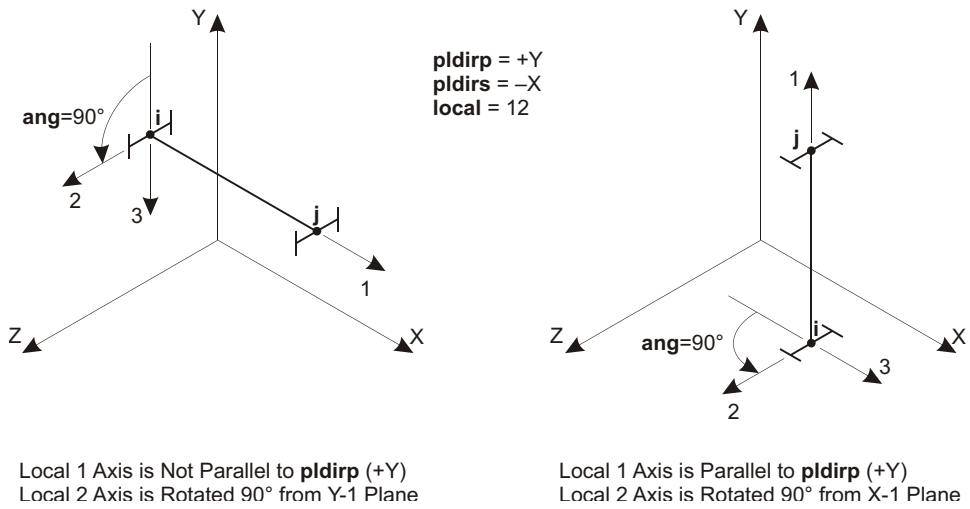 Y
pldirp = +Y
pldirs = –X
local = 12
ang=90°
i
2
3
j
1
Z
X
Y
1
j
i
ang=90°
3
2
Z
X
Local 1 Axis is Not Parallel to pldirp (+Y)
Local 2 Axis is Rotated 90° from Y-1 Plane
Local 1 Axis is Parallel to pldirp (+Y)
Local 2 Axis is Rotated 90° from X-1 Plane